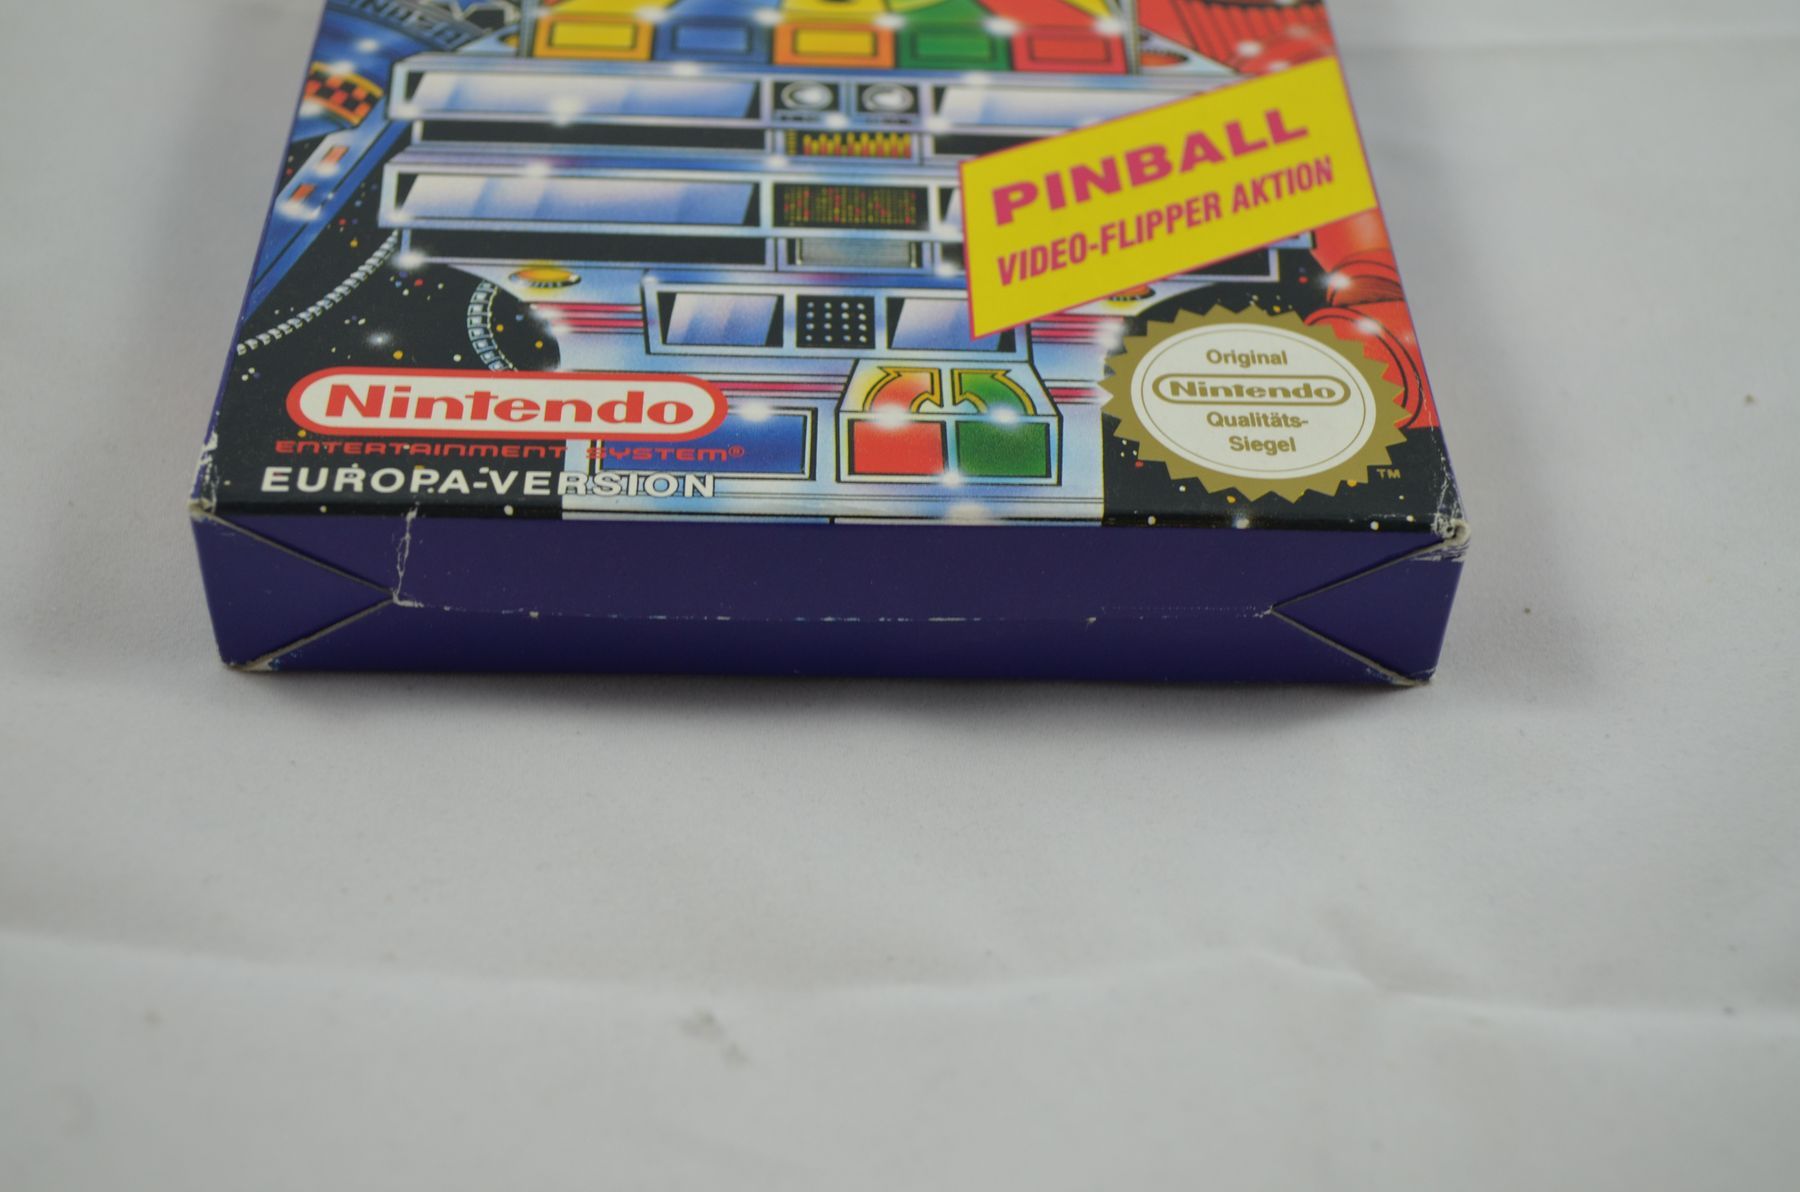 PINBALL
VIDEO-FLIPPER AKTION
Original
Nintendo
Qualitäts-
Siegel
TM
Nintendo
ENTERTAINMENT SYSTEM®
EUROPA-VERSION